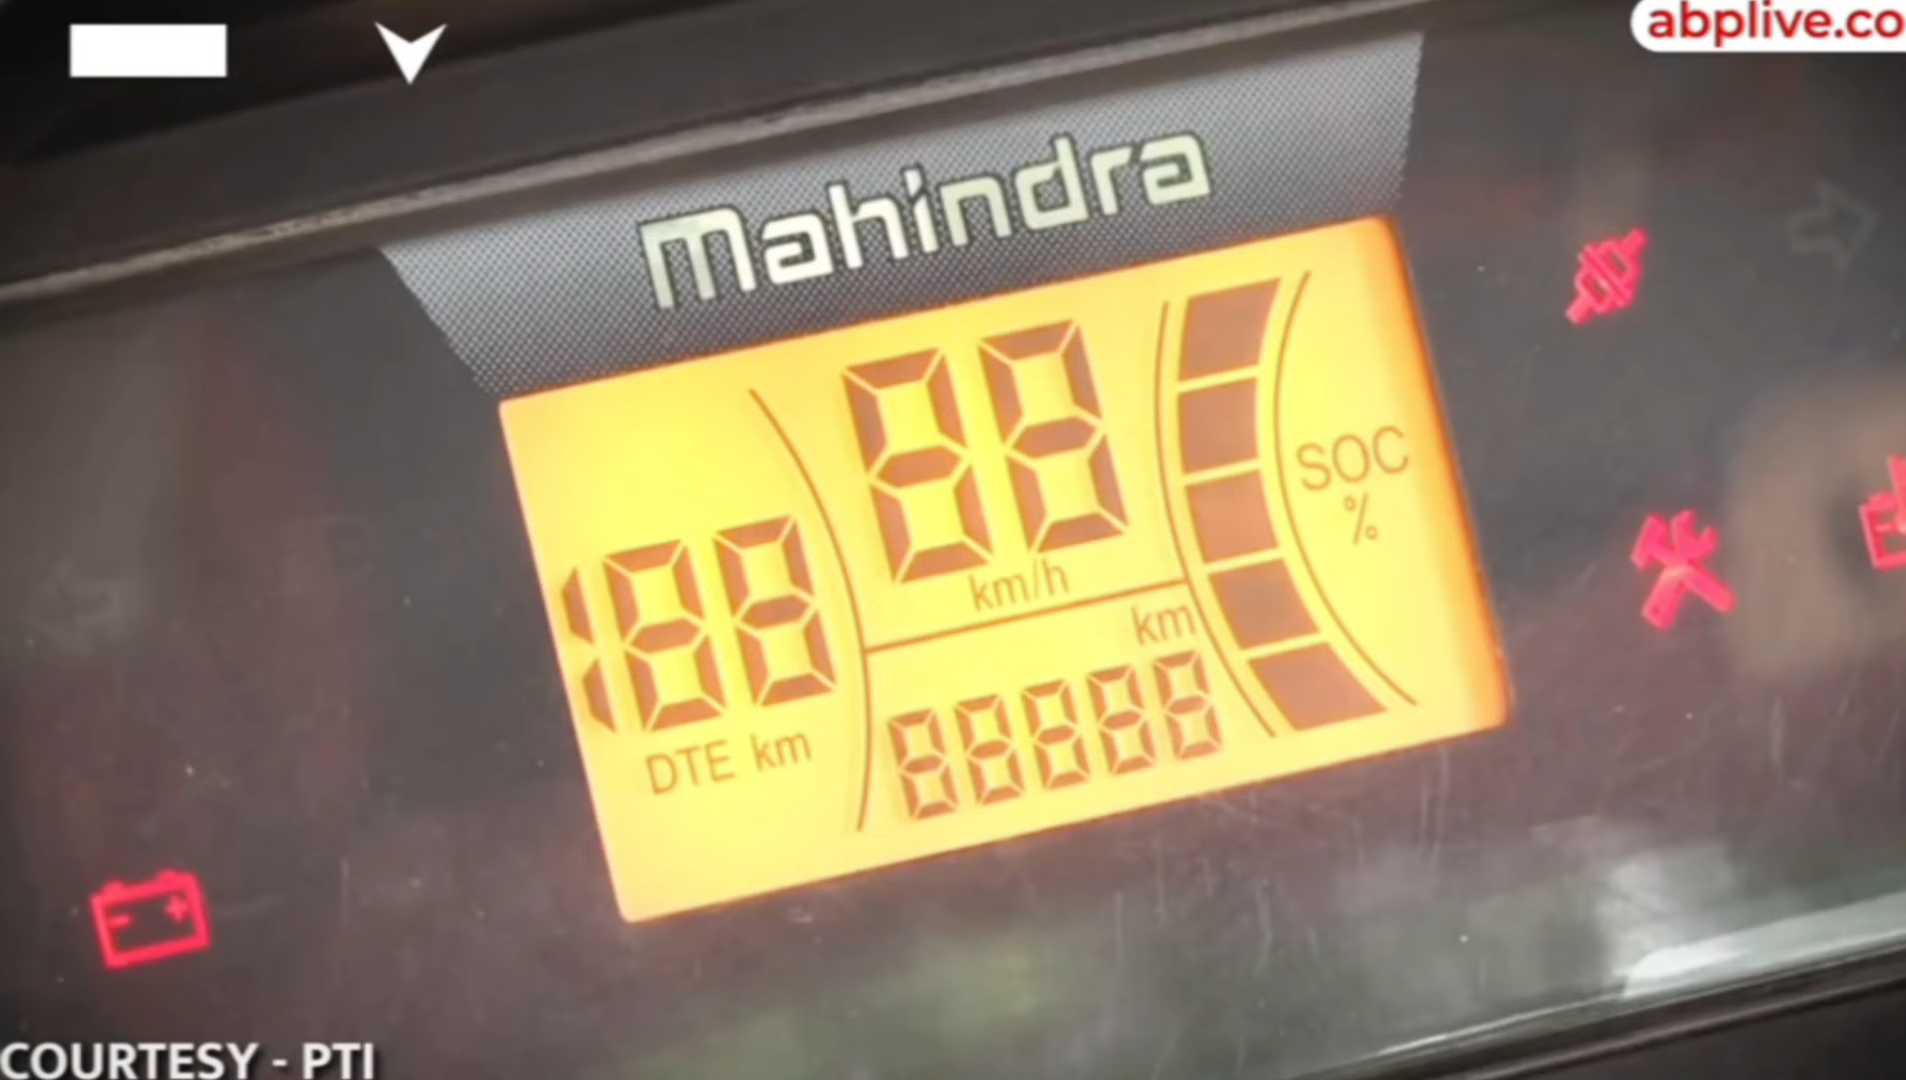 abplive.co
mahindra
88
km/h
SOC
%
188
DTE km
km
88888
COURTESY - PTI